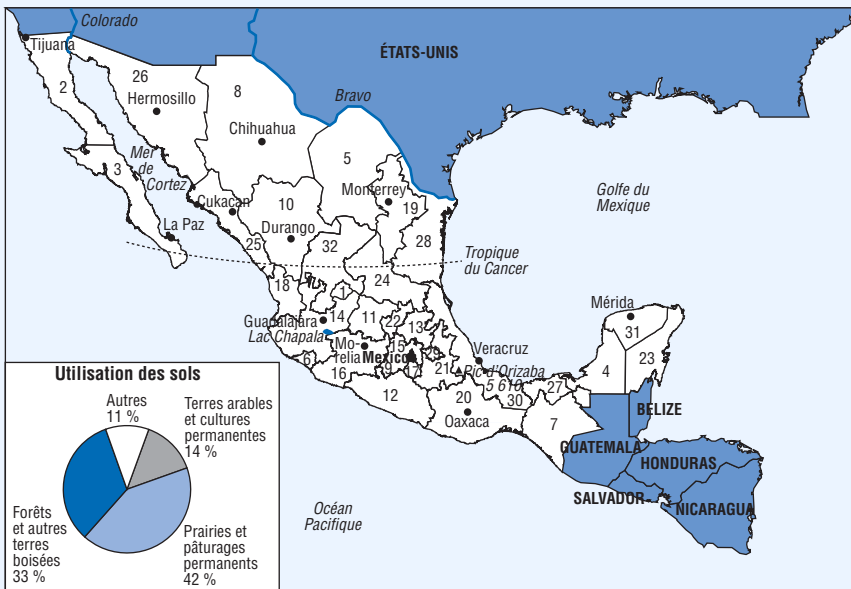 Colorado
Tijuana
ÉTATS-UNIS
26
2
8
Hermosillo
Bravo
Chihuahua
Mer
de
Cortez
5
3
Monterrey
Golfe du
Mexique
Cukacan
10
19
La Paz
Durango
25
32
28
Tropique
du Cancer
18
24
1
Mérida
14
11
22
13
31
Guadalajara
Lac Chapala
Mo-
relia
15
Mexico
29
Veracruz
23
6
16
9
17
21
Pic d'Orizaba
5 610
4
27
30
12
20
Oaxaca
7
BELIZE
GUATEMALA
HONDURAS
SALVADOR
NICARAGUA
Océan
Pacifique
Utilisation des sols
Autres
11 %
Terres arables
et cultures
permanentes
14 %
Forêts
et autres
terres
boisées
33 %
Prairies et
pâturages
permanents
42 %